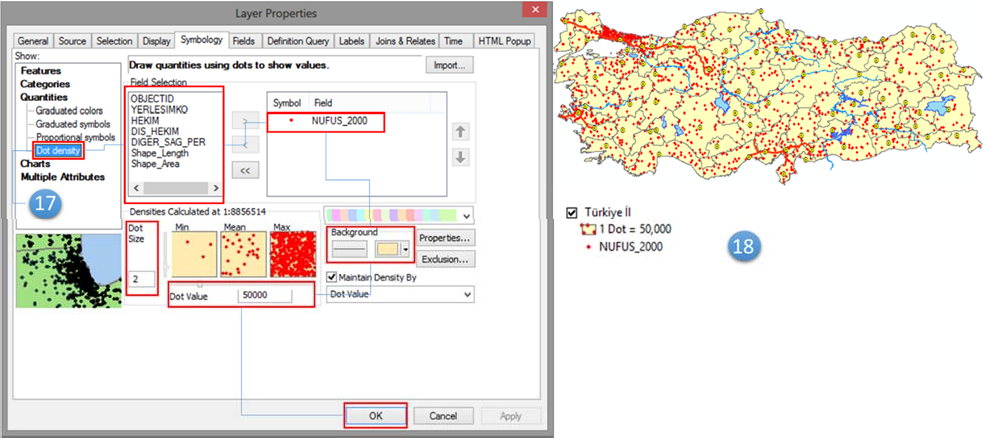 Layer Properties
General Source Selection Display Symbology Fields Definition Query Labels Joins & Relates Time HTML Popup
Show:
Features
Categories
Quantities
Graduated colors
Graduated symbols
Proportional symbols
Dot density
Charts
Multiple Attributes
17
Draw quantities using dots to show values.
Import...
Field Selection
OBJECTID
YERLESIMKO
HEKIM
DIS_HEKIM
DIGER_SAG_PER
Shape_Length
Shape_Area
>
<
<<
Symbol Field
NUFUS_2000
Densities Calculated at 1:8856514
Dot Size
Min Mean Max
2
Dot Value 50000
Background
Properties...
Exclusion...
Maintain Density By
Dot Value
OK Cancel Apply
Türkiye İl
1 Dot = 50,000
NUFUS_2000
18